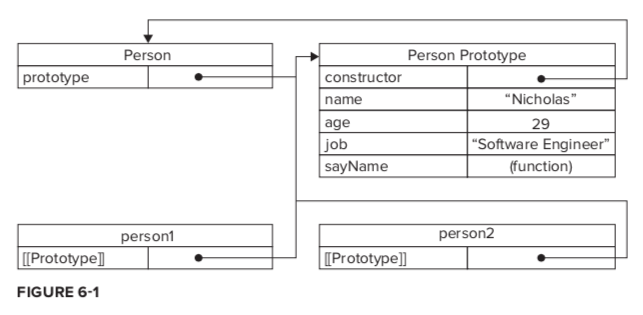 Person
prototype
Person Prototype
constructor
name "Nicholas"
age 29
job "Software Engineer"
sayName (function)
person1
[[Prototype]]
person2
[[Prototype]]
FIGURE 6-1